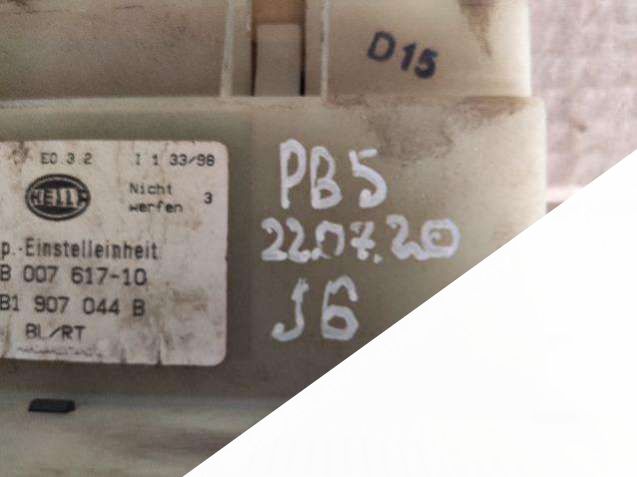 D15
E0 3 2 I 1 33/98
HELLA
Nicht 3
werfen
p.-Einstelleinheit
B 007 617-10
B1 907 044 B
BL/RT
PB5
22.07.20
J6